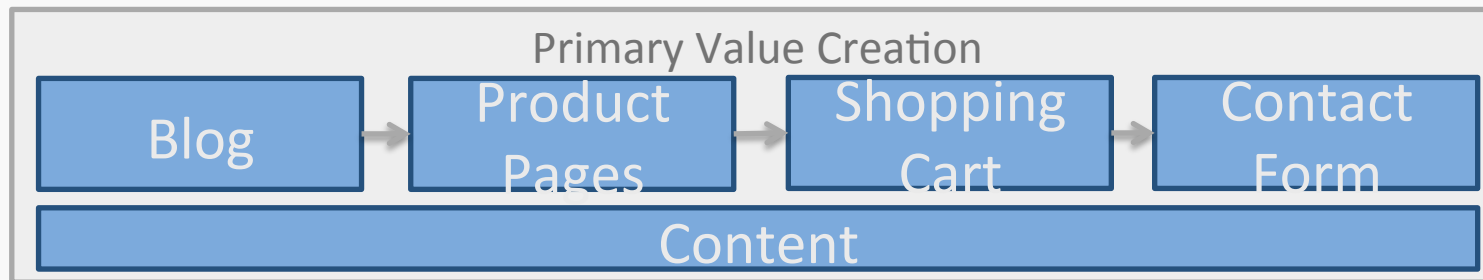 Primary Value Creation
Blog
Product
Pages
Shopping
Cart
Contact
Form
Content